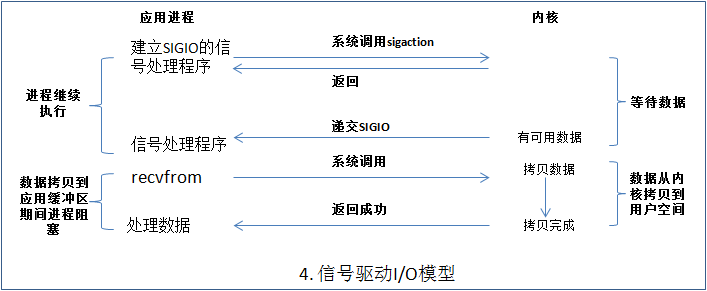 应用进程
内核
建立SIGIO的信
号处理程序
系统调用sigaction
返回
进程继续
执行
等待数据
递交SIGIO
信号处理程序
有可用数据
系统调用
数据拷贝到
应用缓冲区
期间进程阻
塞
recvfrom
拷贝数据
数据从内
核拷贝到
用户空间
返回成功
处理数据
拷贝完成
4. 信号驱动I/O模型